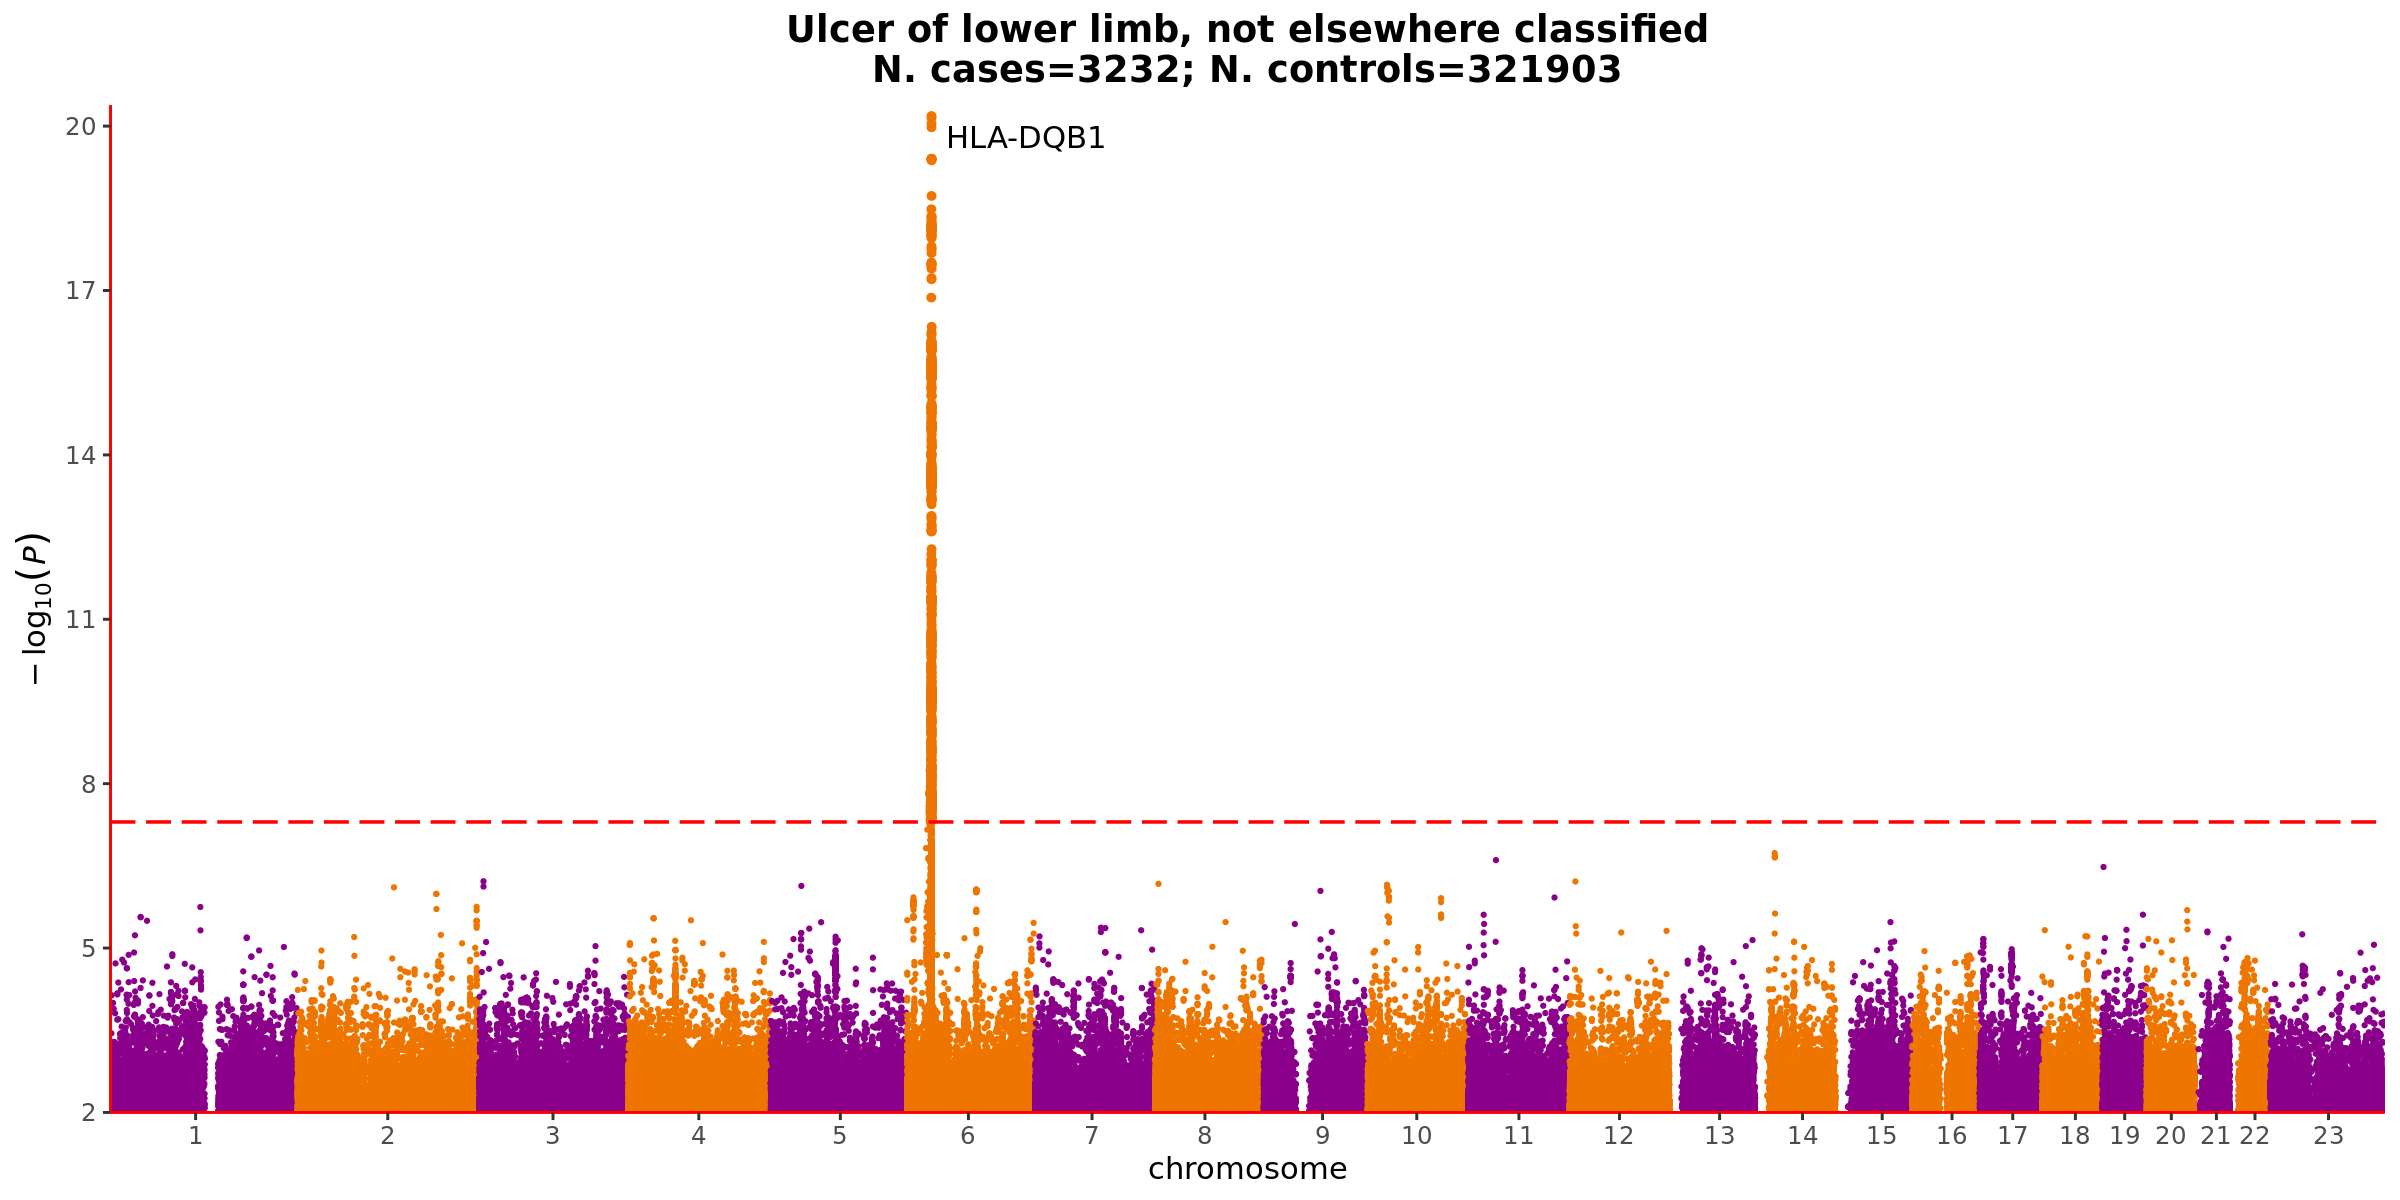 Ulcer of lower limb, not elsewhere classified
N. cases=3232; N. controls=321903
HLA-DQB1
20
17
14
11
8
5
2
−log₁₀(P)
1 2 3 4 5 6 7 8 9 10 11 12 13 14 15 16 17 18 19 20 21 22 23
chromosome